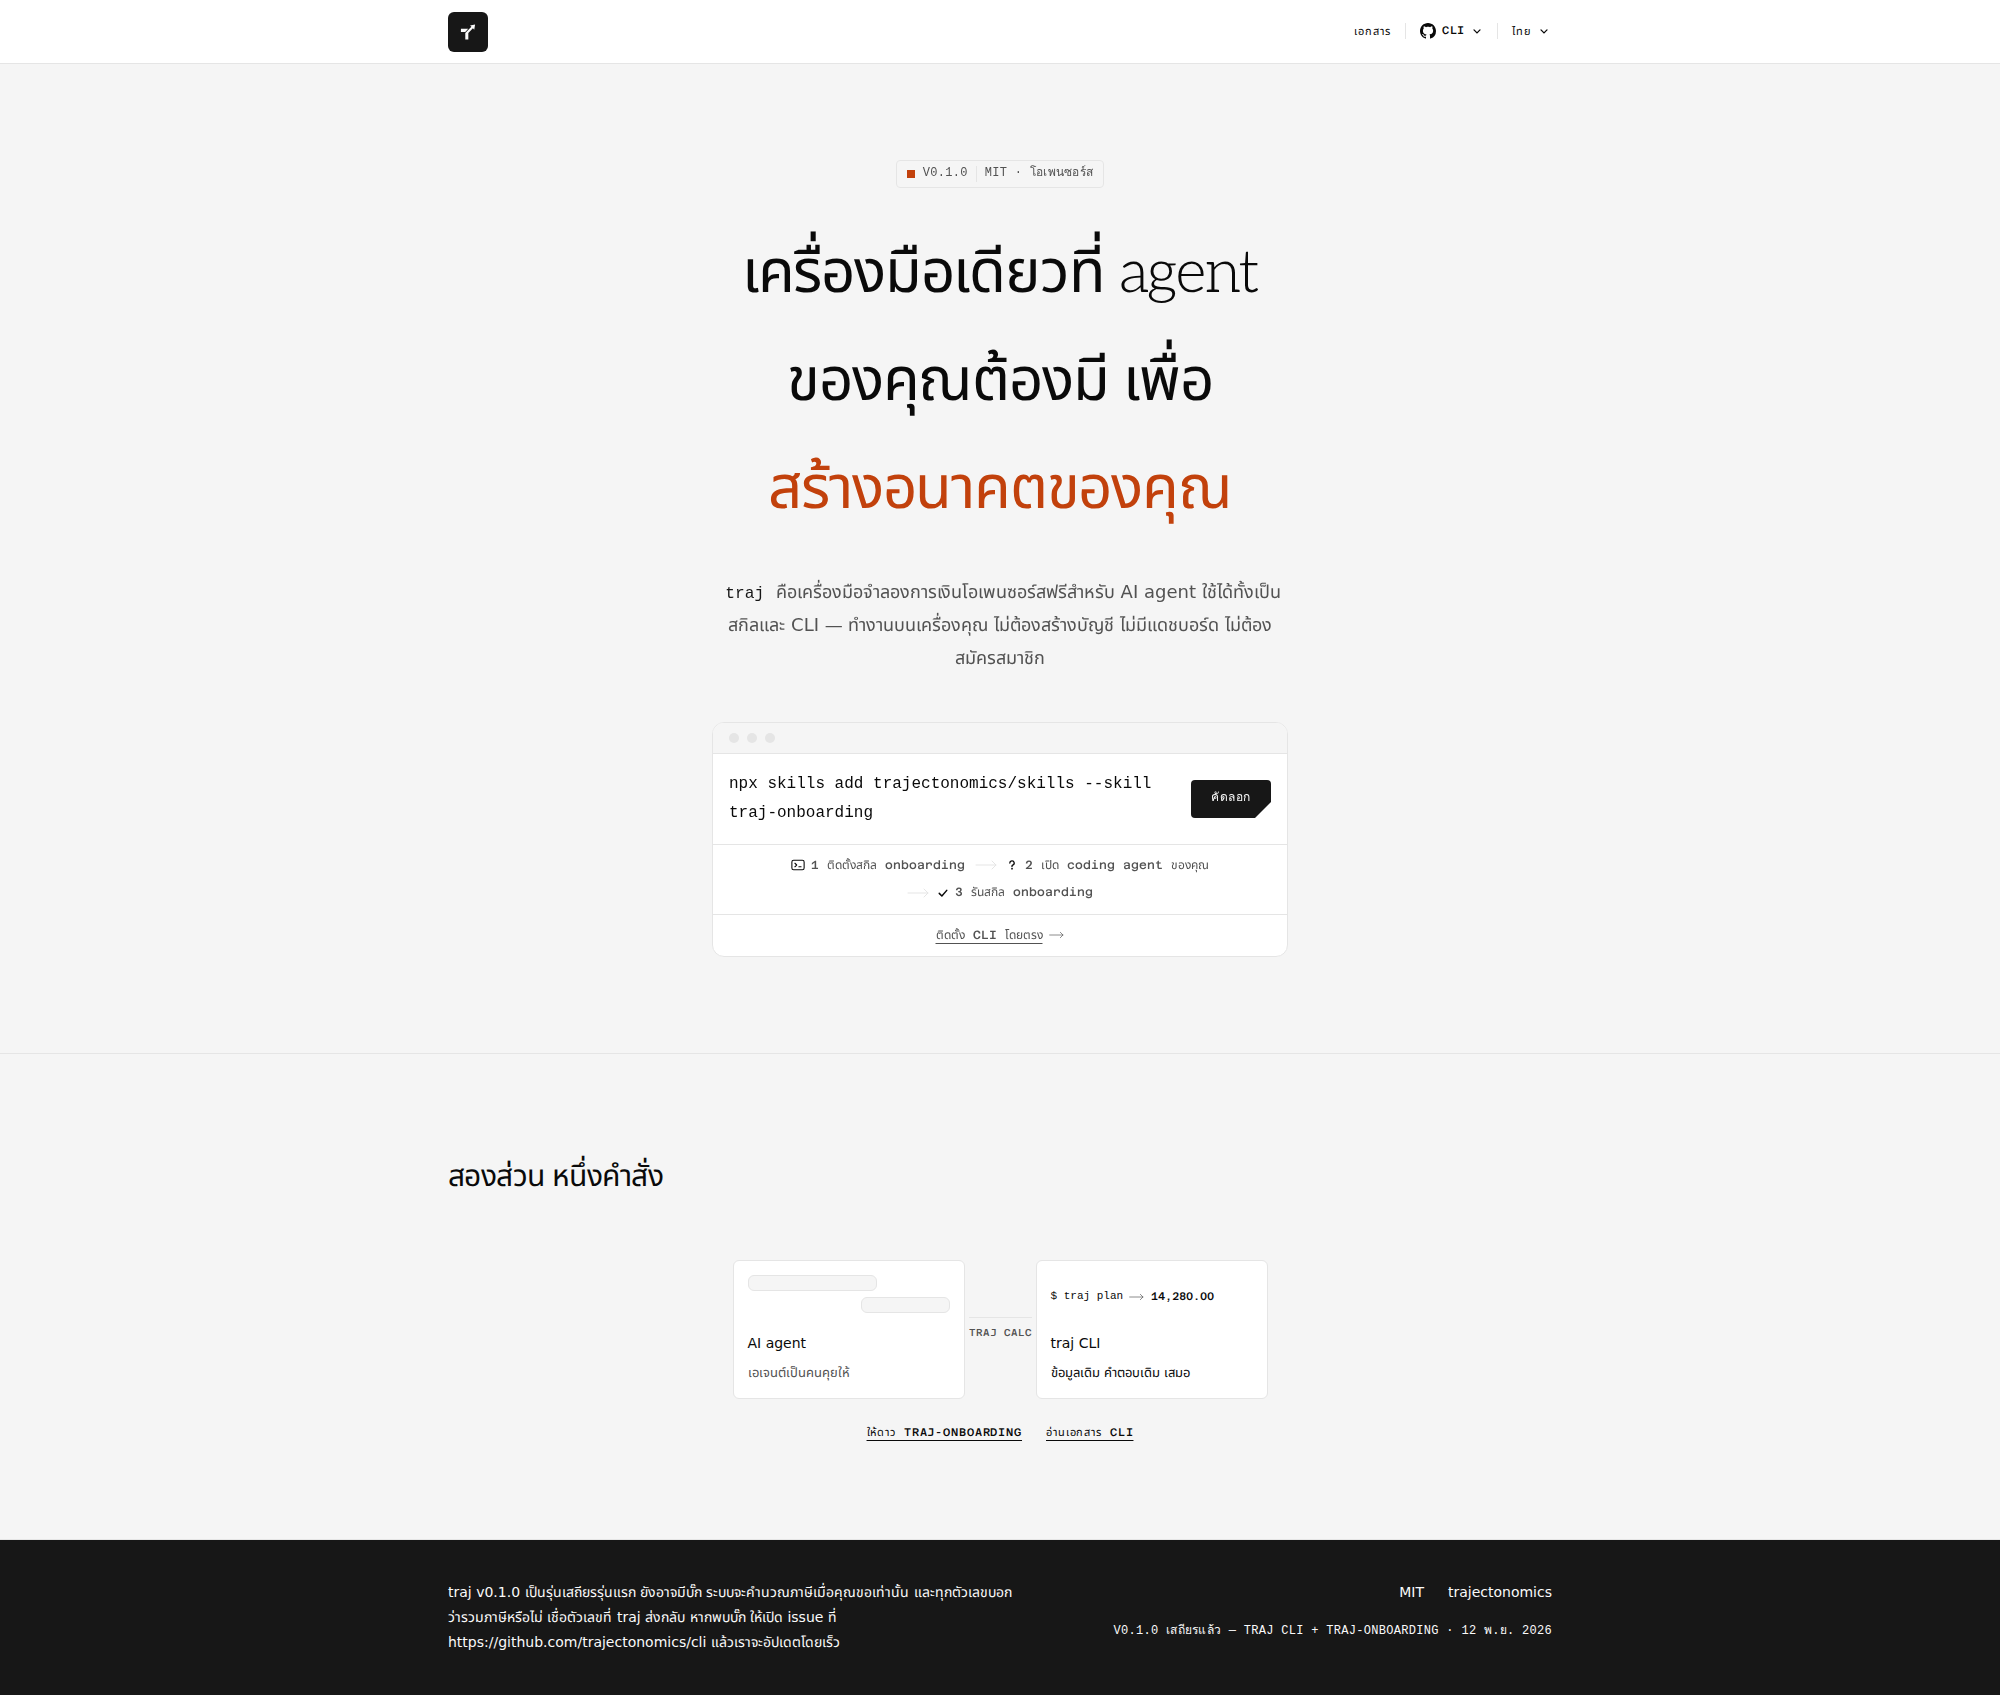 เอกสาร
CLI
ไทย
V0.1.0 MIT · โอเพนซอร์ส
เครื่องมือเดียวที่ agent
ของคุณต้องมี เพื่อ
สร้างอนาคตของคุณ
traj คือเครื่องมือจำลองการเงินโอเพนซอร์สฟรีสำหรับ AI agent ใช้ได้ทั้งเป็น
สกิลและ CLI — ทำงานบนเครื่องคุณ ไม่ต้องสร้างบัญชี ไม่มีแดชบอร์ด ไม่ต้อง
สมัครสมาชิก
npx skills add trajectonomics/skills --skill
traj-onboarding
คัดลอก
1 ติดตั้งสกิล onboarding ? 2 เปิด coding agent ของคุณ
3 รับสกิล onboarding
ติดตั้ง CLI โดยตรง
สองส่วน หนึ่งคำสั่ง
AI agent
เอเจนต์เป็นคนคุยให้
TRAJ CALC
$ traj plan 14,280.00
traj CLI
ข้อมูลเดิม คำตอบเดิม เสมอ
ให้ดาว TRAJ-ONBOARDING
อ่านเอกสาร CLI
traj v0.1.0 เป็นรุ่นเสถียรรุ่นแรก ยังอาจมีบั๊ก ระบบจะคำนวณภาษีเมื่อคุณขอเท่านั้น และทุกตัวเลขบอก
ว่ารวมภาษีหรือไม่ เชื่อตัวเลขที่ traj ส่งกลับ หากพบบั๊ก ให้เปิด issue ที่
https://github.com/trajectonomics/cli แล้วเราจะอัปเดตโดยเร็ว
MIT trajectonomics
V0.1.0 เสถียรแล้ว — TRAJ CLI + TRAJ-ONBOARDING · 12 พ.ย. 2026